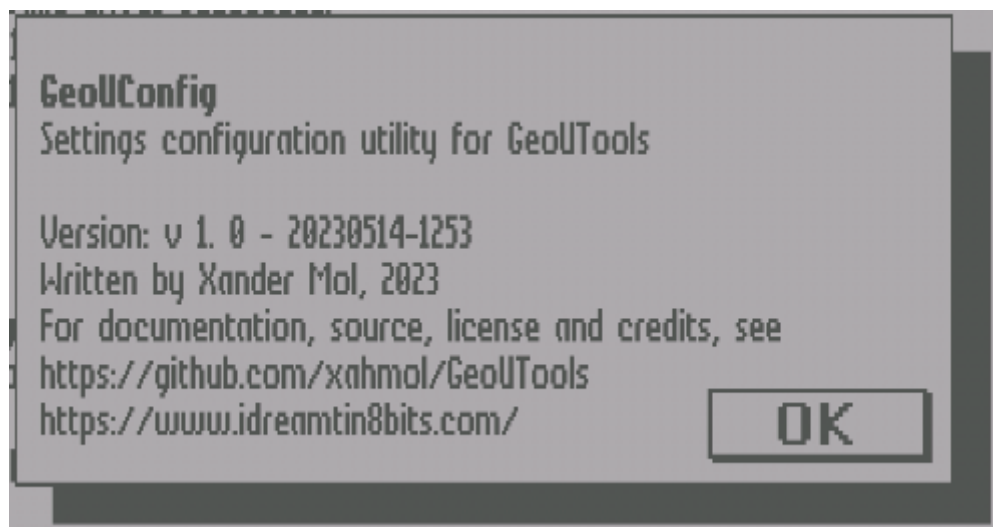 GeoUConfig
Settings configuration utility for GeoUTools
Version: v 1. 0 - 20230514-1253
Written by Xander Mol, 2023
For documentation, source, license and credits, see
https://github.com/xahmol/GeoUTools
https://www.idreamtin8bits.com/
OK